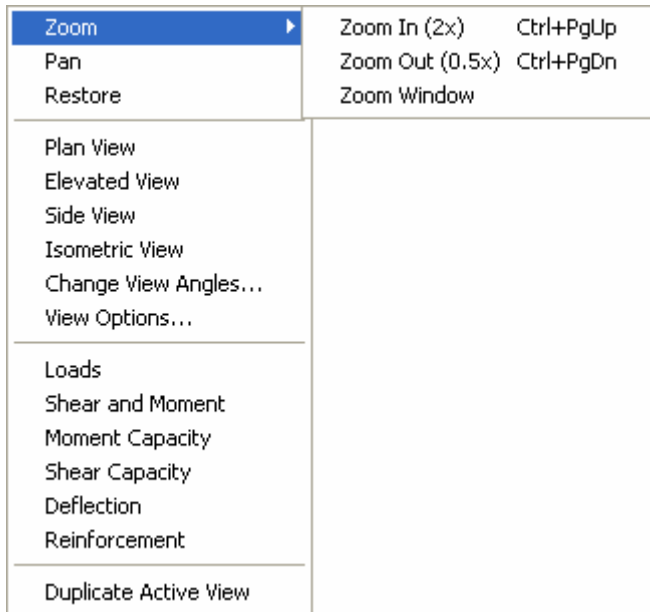 Zoom Zoom In (2x) Ctrl+PgUp
Pan Zoom Out (0.5x) Ctrl+PgDn
Restore Zoom Window
Plan View
Elevated View
Side View
Isometric View
Change View Angles...
View Options...
Loads
Shear and Moment
Moment Capacity
Shear Capacity
Deflection
Reinforcement
Duplicate Active View